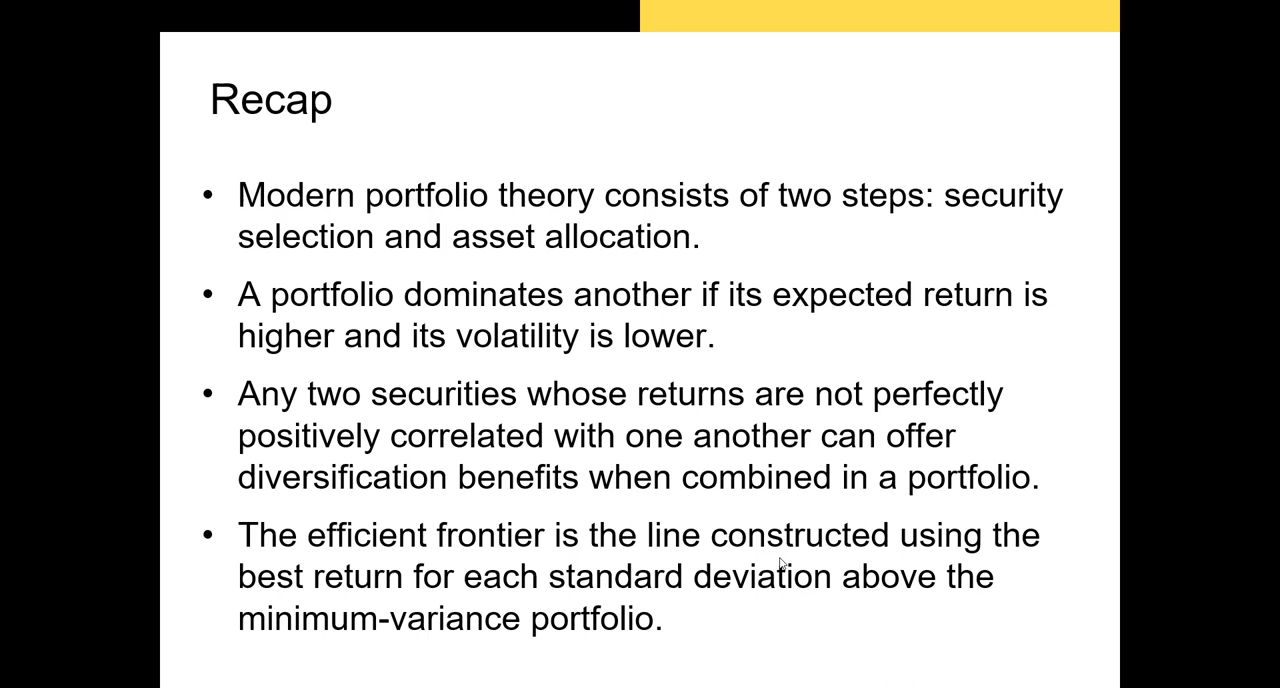 Recap
• Modern portfolio theory consists of two steps: security
selection and asset allocation.
• A portfolio dominates another if its expected return is
higher and its volatility is lower.
• Any two securities whose returns are not perfectly
positively correlated with one another can offer
diversification benefits when combined in a portfolio.
• The efficient frontier is the line constructed using the
best return for each standard deviation above the
minimum-variance portfolio.